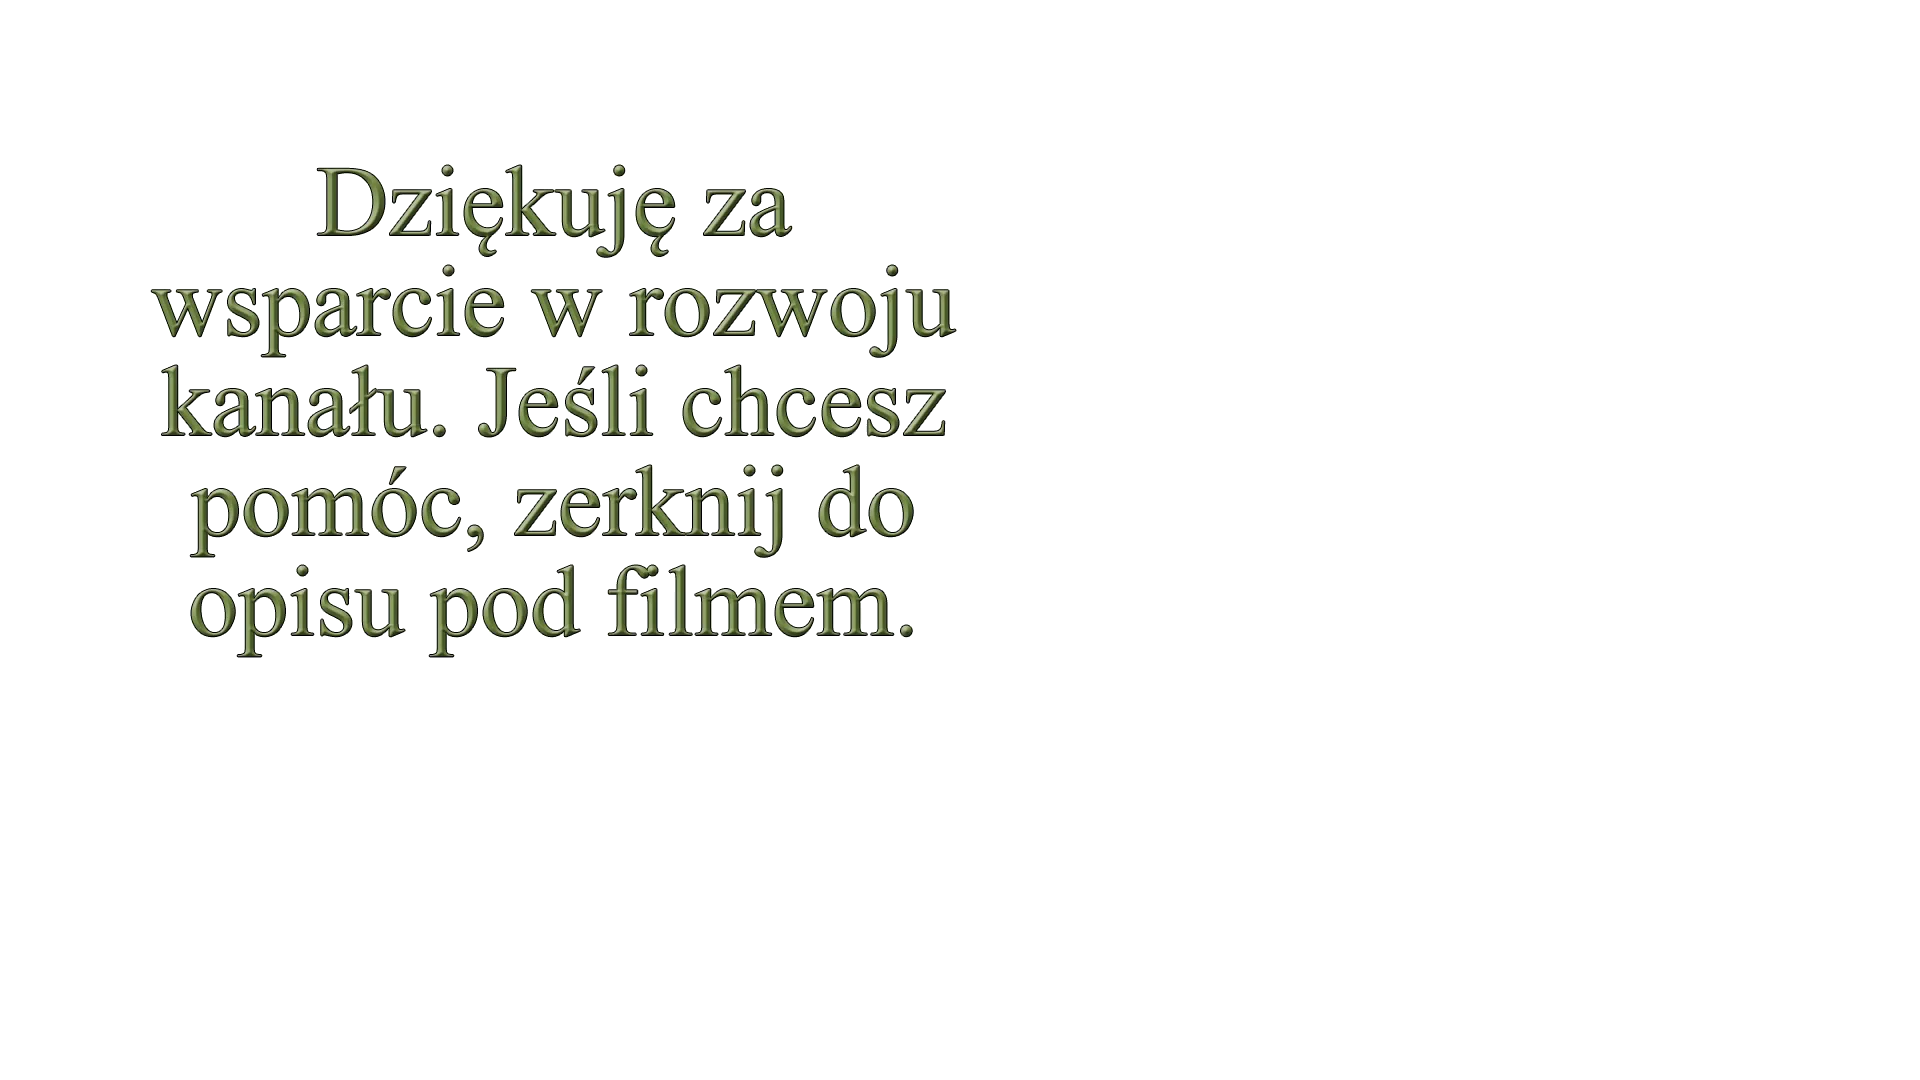 Dziękuję za
wsparcie w rozwoju
kanału. Jeśli chcesz
pomóc, zerknij do
opisu pod filmem.